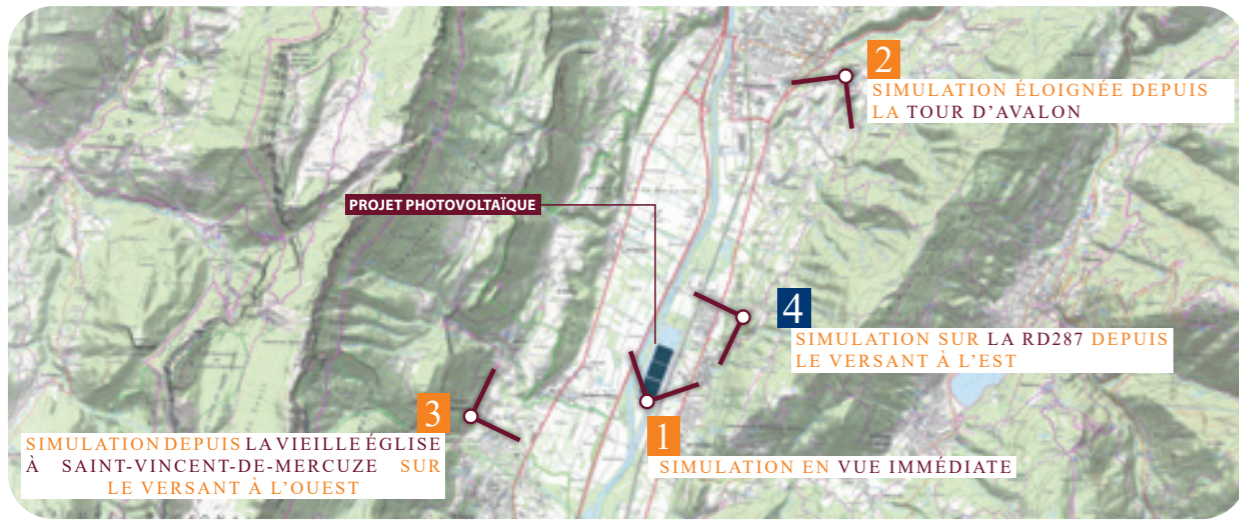 2
SIMULATION ÉLOIGNÉE DEPUIS
LA TOUR D'AVALON
PROJET PHOTOVOLTAÏQUE
4
SIMULATION SUR LA RD287 DEPUIS
LE VERSANT À L'EST
3
SIMULATION DEPUIS LA VIEILLE ÉGLISE
À SAINT-VINCENT-DE-MERCUZE SUR
LE VERSANT À L'OUEST
1
SIMULATION EN VUE IMMÉDIATE